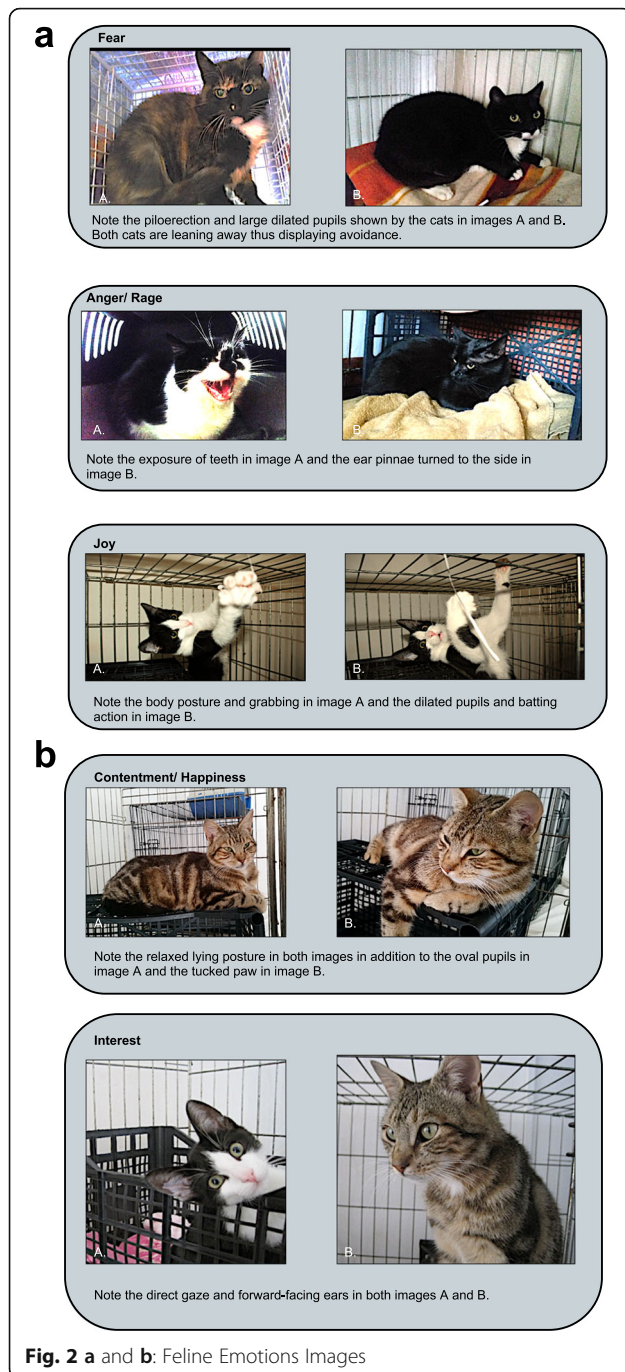 a
Fear
A.
B.
Note the piloerection and large dilated pupils shown by the cats in images A and B.
Both cats are leaning away thus displaying avoidance.
Anger/ Rage
A.
B.
Note the exposure of teeth in image A and the ear pinnae turned to the side in
image B.
Joy
A.
B.
Note the body posture and grabbing in image A and the dilated pupils and batting
action in image B.
b
Contentment/ Happiness
A.
B.
Note the relaxed lying posture in both images in addition to the oval pupils in
image A and the tucked paw in image B.
Interest
A.
B.
Note the direct gaze and forward-facing ears in both images A and B.
Fig. 2 a and b: Feline Emotions Images